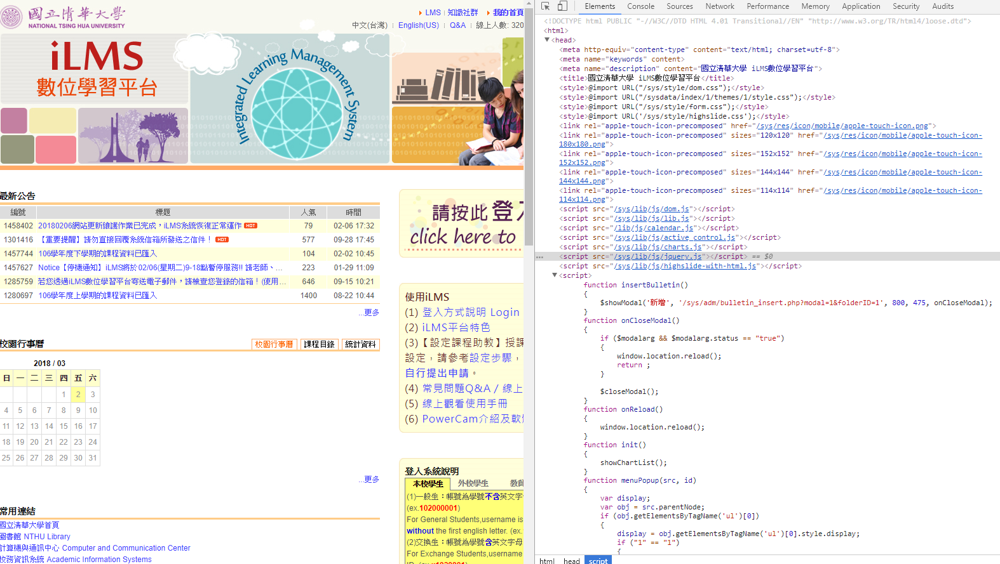 國立清華大學
NATIONAL TSING HUA UNIVERSITY
LMS 知識社群 我的首頁
中文(台灣) English(US) Q&A 線上人數: 320
iLMS
數位學習平台
Integrated Learning Management System
請按此 登入
click here to
最新公告
編號 標題 人氣 時間
1458402 20180206網站更新維護作業已完成，iLMS系統恢復正常運作 HOT 79 02-06 17:32
1301416 【重要提醒】請勿直接回覆系統信箱所發送之信件！ HOT 577 09-28 17:45
1457744 106學年度下學期的課程資料已匯入 104 02-02 10:45
1457627 Notice【停機通知】iLMS將於02/06(星期二)9-18點暫停服務!! 請老師、... 223 01-29 11:09
1285759 若您透過iLMS數位學習平台寄送電子郵件，請檢查您登錄的信箱！(使用... 646 09-15 10:21
1280697 106學年度上學期的課程資料已匯入 1400 08-22 10:44
...更多
校園行事曆 校園行事曆 課程目錄 統計資料
2018 / 03
日 一 二 三 四 五 六
1 2 3
4 5 6 7 8 9 10
11 12 13 14 15 16 17
18 19 20 21 22 23 24
25 26 27 28 29 30 31
...更多
常用連結
國立清華大學首頁
圖書館 NTHU Library
計算機與通訊中心 Computer and Communication Center
校務資訊系統 Academic Information Systems
使用iLMS
(1) 登入方式說明 Login
(2) iLMS平台特色
(3)【設定課程助教】授課
設定，請參考設定步驟，
自行提出申請。
(4) 常見問題Q&A / 線上
(5) 線上觀看使用手冊
(6) PowerCam介紹及軟體
登入系統說明
本校學生 外校學生 教師
(1)一般生：帳號為學號不含英文字母
(ex.102000001)
For General Students,username is
without the first english letter. (ex.
(2)交換生：帳號為學號含英文字母
For Exchange Students,username
ID. (ex.x1020001)
Elements Console Sources Network Performance Memory Application Security Audits
<!DOCTYPE html PUBLIC "-//W3C//DTD HTML 4.01 Transitional//EN" "http://www.w3.org/TR/html4/loose.dtd">
<html>
<head>
<meta http-equiv="content-type" content="text/html; charset=utf-8">
<meta name="keywords" content>
<meta name="description" content="國立清華大學 iLMS數位學習平台">
<title>國立清華大學 iLMS數位學習平台</title>
<style>@import URL("/sys/style/dom.css");</style>
<style>@import URL("/sysdata/index/1/themes/1/style.css");</style>
<style>@import URL("/sys/style/form.css");</style>
<style>@import URL('/sys/style/highslide.css');</style>
<link rel="apple-touch-icon-precomposed" href="/sys/res/icon/mobile/apple-touch-icon.png">
<link rel="apple-touch-icon-precomposed" sizes="120x120" href="/sys/res/icon/mobile/apple-touch-icon-
180x180.png">
<link rel="apple-touch-icon-precomposed" sizes="152x152" href="/sys/res/icon/mobile/apple-touch-icon-
152x152.png">
<link rel="apple-touch-icon-precomposed" sizes="144x144" href="/sys/res/icon/mobile/apple-touch-icon-
144x144.png">
<link rel="apple-touch-icon-precomposed" sizes="114x114" href="/sys/res/icon/mobile/apple-touch-icon-
114x114.png">
<script src="/sys/lib/js/dom.js"></script>
<script src="/sys/lib/js/lib.js"></script>
<script src="/lib/js/calendar.js"></script>
<script src="/sys/lib/js/active_control.js"></script>
<script src="/sys/lib/js/charts.js"></script>
<script src="/sys/lib/js/jquery.js"></script> == $0
<script src="/sys/lib/js/highslide-with-html.js"></script>
<script>
function insertBulletin()
{
$showModal('新增', '/sys/adm/bulletin_insert.php?modal=1&folderID=1', 800, 475, onCloseModal);
}
function onCloseModal()
{
if ($modalarg && $modalarg.status == "true")
{
window.location.reload();
return ;
}
$closeModal();
}
function onReload()
{
window.location.reload();
}
function init()
{
showChartList();
}
function menuPopup(src, id)
{
var display;
var obj = src.parentNode;
if (obj.getElementsByTagName('ul')[0])
{
display = obj.getElementsByTagName('ul')[0].style.display;
if ("1" == "1")
{
html head script